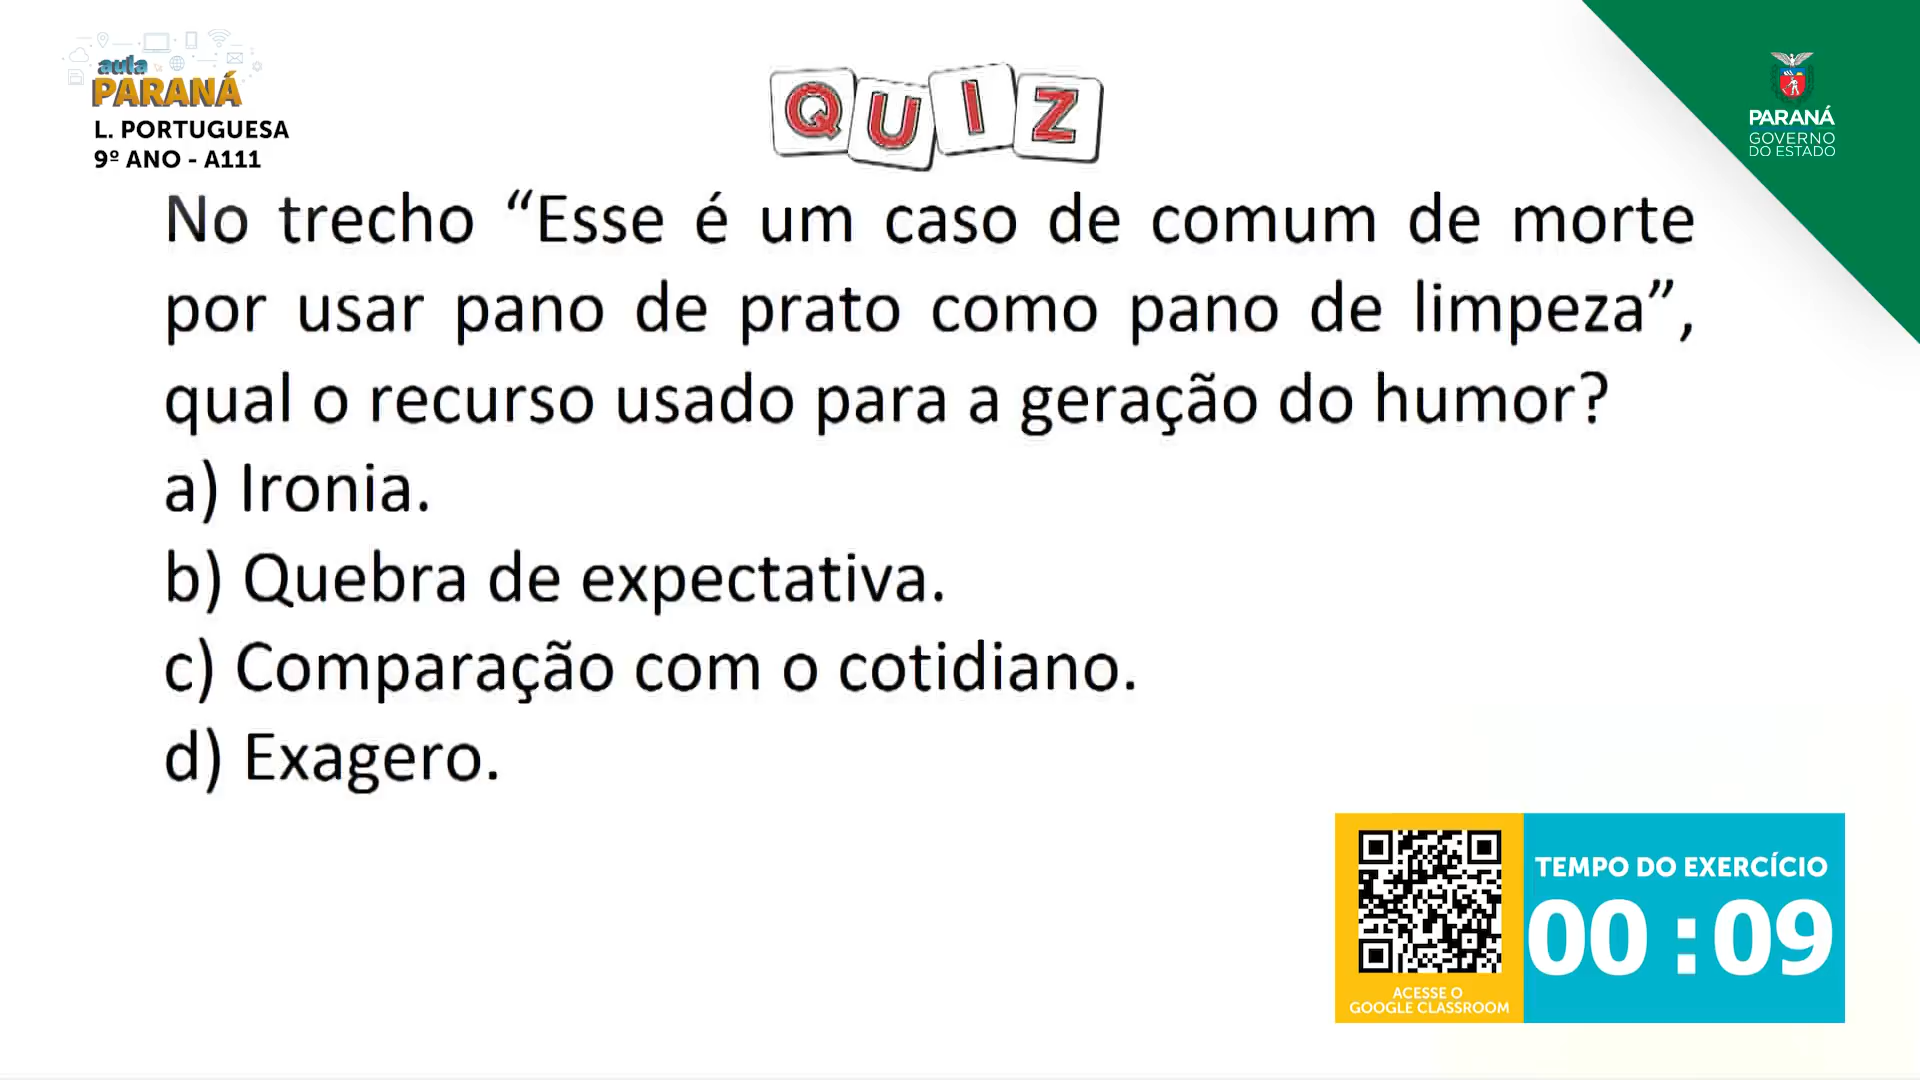 aula
PARANÁ
L. PORTUGUESA
9º ANO - A111
QUIZ
PARANÁ
GOVERNO
DO ESTADO
No trecho “Esse é um caso de comum de morte
por usar pano de prato como pano de limpeza”,
qual o recurso usado para a geração do humor?
a) Ironia.
b) Quebra de expectativa.
c) Comparação com o cotidiano.
d) Exagero.
TEMPO DO EXERCÍCIO
00:09
ACESSE O
GOOGLE CLASSROOM